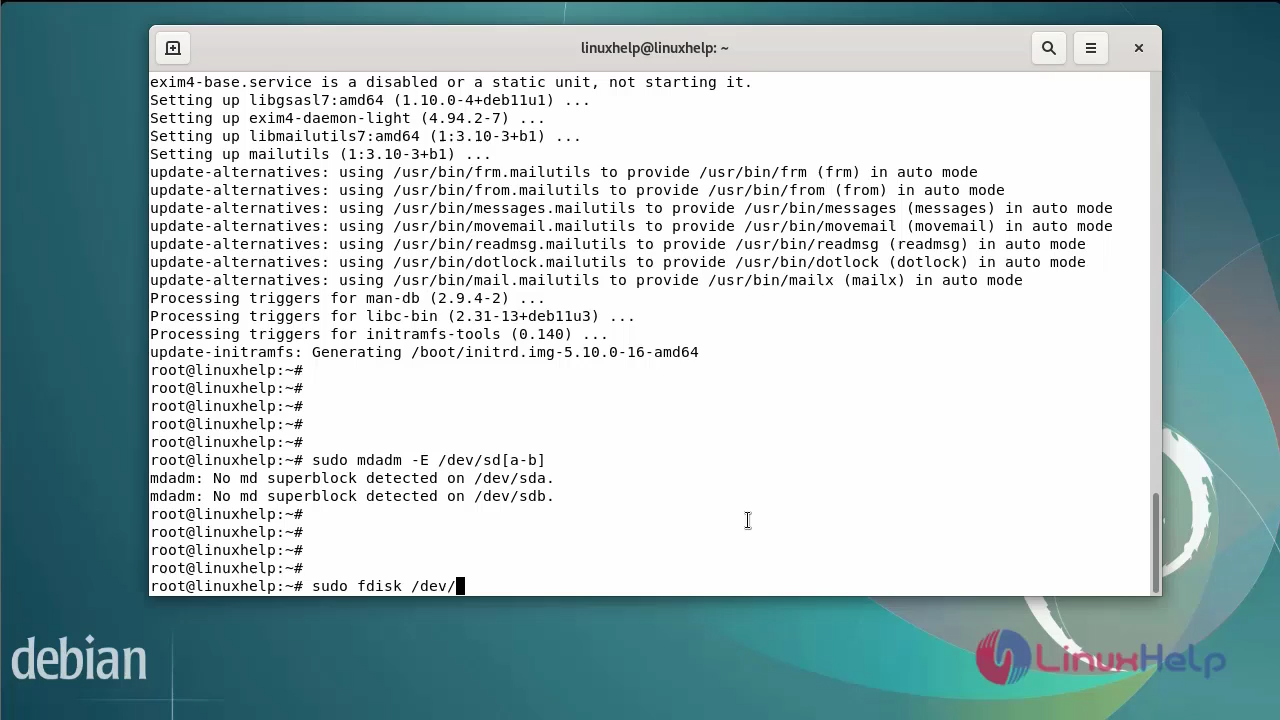 linuxhelp@linuxhelp: ~
exim4-base.service is a disabled or a static unit, not starting it.
Setting up libgsasl7:amd64 (1.10.0-4+deb11u1) ...
Setting up exim4-daemon-light (4.94.2-7) ...
Setting up libmailutils7:amd64 (1:3.10-3+b1) ...
Setting up mailutils (1:3.10-3+b1) ...
update-alternatives: using /usr/bin/frm.mailutils to provide /usr/bin/frm (frm) in auto mode
update-alternatives: using /usr/bin/from.mailutils to provide /usr/bin/from (from) in auto mode
update-alternatives: using /usr/bin/messages.mailutils to provide /usr/bin/messages (messages) in auto mode
update-alternatives: using /usr/bin/movemail.mailutils to provide /usr/bin/movemail (movemail) in auto mode
update-alternatives: using /usr/bin/readmsg.mailutils to provide /usr/bin/readmsg (readmsg) in auto mode
update-alternatives: using /usr/bin/dotlock.mailutils to provide /usr/bin/dotlock (dotlock) in auto mode
update-alternatives: using /usr/bin/mail.mailutils to provide /usr/bin/mailx (mailx) in auto mode
Processing triggers for man-db (2.9.4-2) ...
Processing triggers for libc-bin (2.31-13+deb11u3) ...
Processing triggers for initramfs-tools (0.140) ...
update-initramfs: Generating /boot/initrd.img-5.10.0-16-amd64
root@linuxhelp:~#
root@linuxhelp:~#
root@linuxhelp:~#
root@linuxhelp:~#
root@linuxhelp:~#
root@linuxhelp:~# sudo mdadm -E /dev/sd[a-b]
mdadm: No md superblock detected on /dev/sda.
mdadm: No md superblock detected on /dev/sdb.
root@linuxhelp:~#
root@linuxhelp:~#
root@linuxhelp:~#
root@linuxhelp:~#
root@linuxhelp:~# sudo fdisk /dev/
debian
LinuxHelp